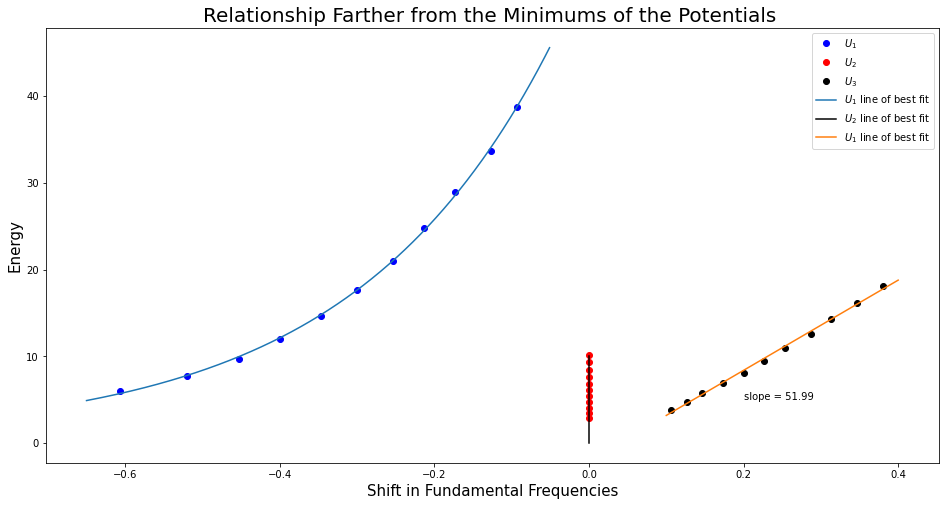 Relationship Farther from the Minimums of the Potentials
U₁
U₂
U₃
U₁ line of best fit
U₂ line of best fit
U₁ line of best fit
Energy
40
30
20
10
0
slope = 51.99
−0.6 −0.4 −0.2 0.0 0.2 0.4
Shift in Fundamental Frequencies